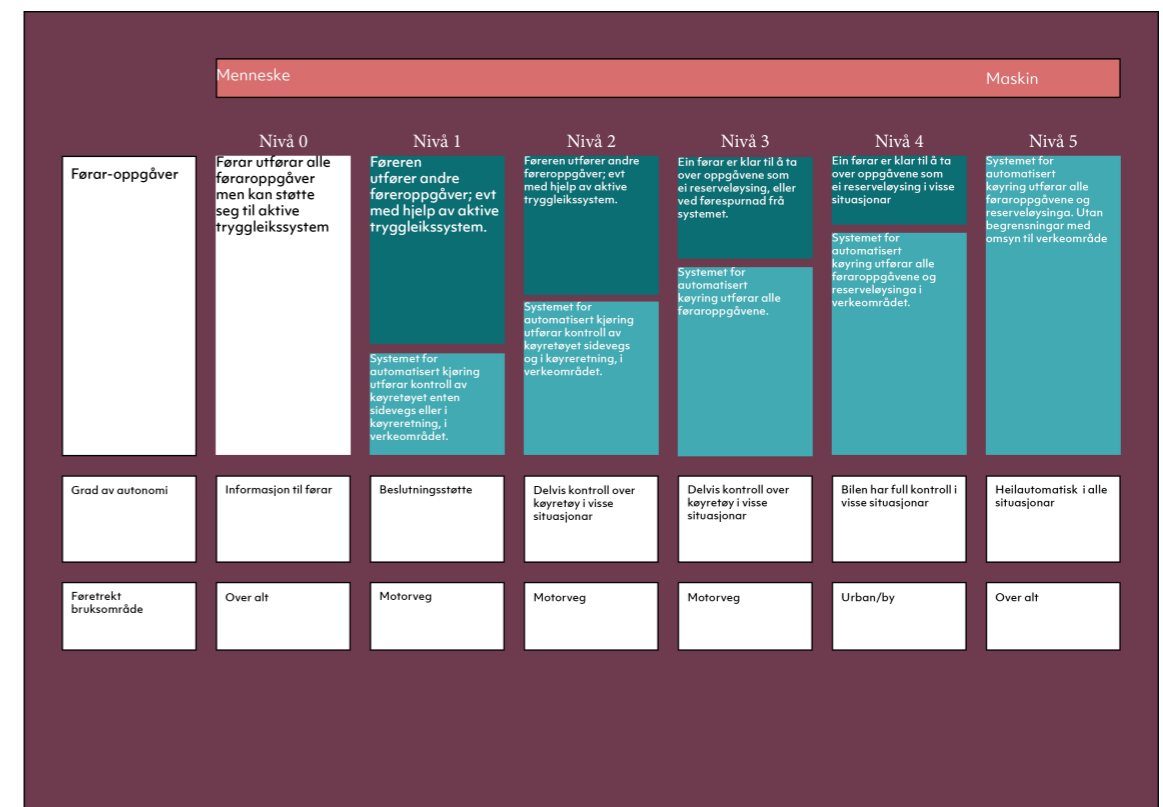 Menneske
Maskin
Nivå 0
Nivå 1
Nivå 2
Nivå 3
Nivå 4
Nivå 5
Førar-oppgåver
Førar utførar alle
føraroppgåver
men kan støtte
seg til aktive
tryggleikssystem
Føreren
utfører andre
føreroppgåver; evt
med hjelp av aktive
tryggleikssystem.
Systemet for
automatisert kjøring
utførar kontroll av
køyretøyet enten
sidevegs eller i
køyreretning, i
verkeområdet.
Føreren utfører andre
føreroppgåver; evt
med hjelp av aktive
tryggleikssystem.
Systemet for
automatisert kjøring
utførar kontroll av
køyretøyet sidevegs
og i køyreretning, i
verkeområdet.
Ein førar er klar til å ta
over oppgåvene som
ei reserveløysing, eller
ved førespurnad frå
systemet.
Systemet for
automatisert
køyring utførar alle
føraroppgåvene.
Ein førar er klar til å ta
over oppgåvene som
ei reserveløysing i visse
situasjonar
Systemet for
automatisert
køyring utførar alle
føraroppgåvene og
reserveløysinga i
verkeområdet.
Systemet for
automatisert
køyring utførar alle
føraroppgåvene og
reserveløysinga. Utan
begrensningar med
omsyn til verkeområde
Grad av autonomi
Informasjon til førar
Beslutningsstøtte
Delvis kontroll over
køyretøy i visse
situasjonar
Delvis kontroll over
køyretøy i visse
situasjonar
Bilen har full kontroll i
visse situasjonar
Heilautomatisk i alle
situasjonar
Føretrekt
bruksområde
Over alt
Motorveg
Motorveg
Motorveg
Urban/by
Over alt